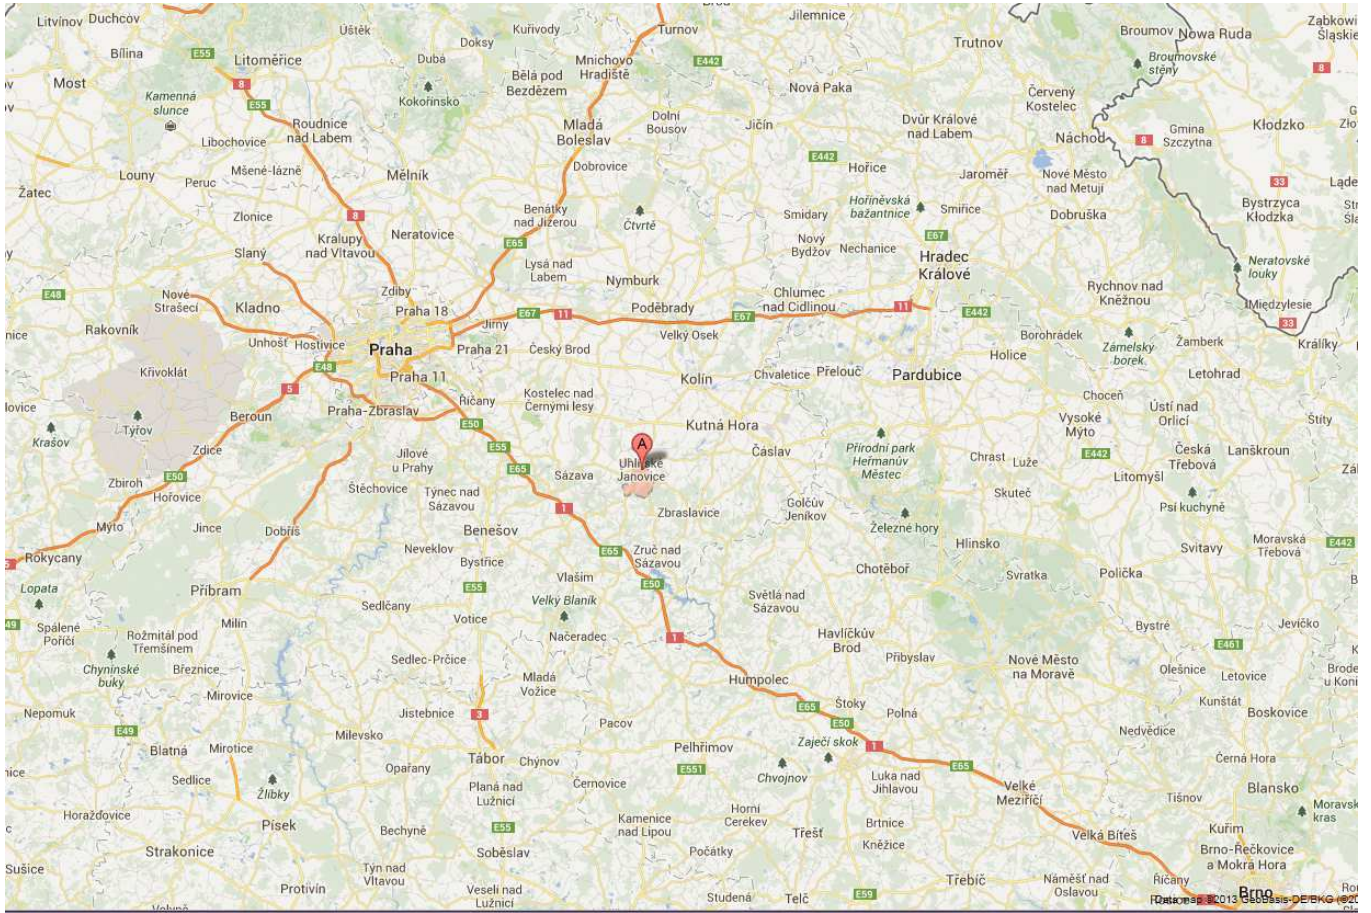 Litvínov
Duchcov
Úštěk
Kuřivody
Turnov
Jilemnice
Broumov
Nowa Ruda
Bílina
E55
Litoměřice
Doksy
Dubá
Mnichovo
Hradiště
E442
Trutnov
Broumovské
stěny
8
Most
8
Kokořínsko
Bělá pod
Bezdězem
Nová Paka
Červený
Kostelec
Kamenná
slunce
E55
Roudnice
nad Labem
Mladá
Boleslav
Dolní
Bousov
Jičín
Dvůr Králové
nad Labem
Náchod
Gmina
Szczytna
8
Kłodzko
Libochovice
Louny
Peruc
Mšené-lázně
Mělník
Dobrovice
E442
Hořice
Jaroměř
Nové Město
nad Metují
33
Žatec
Zlonice
8
Benátky
nad Jizerou
Čtvrtě
Smidary
Hořiněvská
bažantnice
Smiřice
Dobruška
Bystrzyca
Kłodzka
Slaný
Kralupy
nad Vltavou
Neratovice
E65
Nový
Bydžov
Nechanice
E67
Hradec
Králové
Neratovské
louky
Lysá nad
Labem
Nymburk
E48
Nové
Strašecí
Kladno
Zdiby
Praha 18
E67
11
Poděbrady
E67
Chlumec
nad Cidlinou
11
E442
Rychnov nad
Kněžnou
Międzylesie
33
Rakovník
Unhošť
Hostivice
Praha
Jirny
Praha 21
Český Brod
Velký Osek
Holice
Borohrádek
Zámelský
borek
Žamberk
Králíky
Křivoklát
E48
Praha 11
5
Kolín
Chvaletice
Přelouč
Pardubice
Letohrad
Týřov
Beroun
Praha-Zbraslav
Říčany
Kostelec nad
Černými lesy
Choceň
Krašov
Zdice
E50
E55
Kutná Hora
Vysoké
Mýto
Ústí nad
Orlicí
Štíty
A
Uhlířské
Janovice
Čáslav
Přírodní park
Heřmanův
Městec
Chrast
Luže
E442
Česká
Třebová
Lanškroun
Zbiroh
E50
Hořovice
Jílové
u Prahy
E65
Sázava
Litomyšl
Štěchovice
Týnec nad
Sázavou
1
Zbraslavice
Golčův
Jeníkov
Skuteč
Psí kuchyně
Mýto
Jince
Dobříš
Benešov
Železné hory
Rokycany
Neveklov
Bystřice
E65
Zruč nad
Sázavou
Hlinsko
Svitavy
Moravská
Třebová
E442
Lopata
Příbram
E55
Vlašim
E50
Chotěboř
Svratka
Polička
Sedlčany
Velký Blaník
Světlá nad
Sázavou
Spálené
Poříčí
Milín
Votice
Načeradec
1
Havlíčkův
Brod
Bystré
Jevíčko
Rožmitál pod
Třemšínem
Chynínské
buky
Březnice
Sedlec-Prčice
Přibyslav
Nové Město
na Moravě
E461
Olešnice
Letovice
Mirovice
Mladá
Vožice
Humpolec
Nepomuk
E49
Jistebnice
3
Pacov
E65
E50
Štoky
Polná
Kunštát
Boskovice
Blatná
Mirotice
Milevsko
Tábor
Chýnov
Pelhřimov
Zaječí skok
1
E65
Nedvědice
Sedlice
Žlíbky
Opařany
Planá nad
Lužnicí
Černovice
E551
Chvojnov
Luka nad
Jihlavou
Velké
Meziříčí
Černá Hora
Blansko
Tišnov
Horažďovice
Písek
Bechyně
E55
Kamenice
nad Lipou
Horní
Cerekev
Třešť
Brtnice
Kněžice
Velká Bíteš
Kuřim
Moravs
kras
Strakonice
Soběslav
Počátky
Brno-Řečkovice
a Mokra Hora
Sušice
Týn nad
Vltavou
Třebíč
Náměšť nad
Oslavou
Říčany
Protivín
Veselí nad
Lužnicí
Studená
Telč
E59
Brno